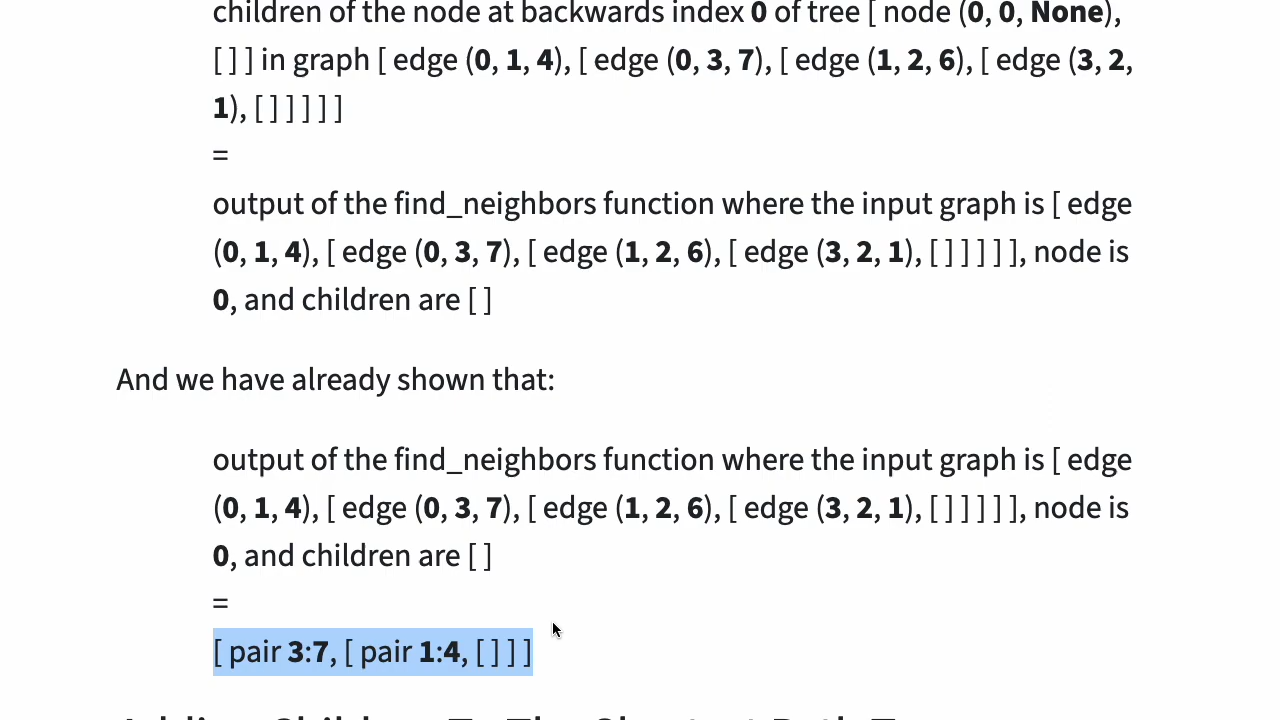 children of the node at backwards index 0 of tree [ node (0, 0, None),
[ ] ] in graph [ edge (0, 1, 4), [ edge (0, 3, 7), [ edge (1, 2, 6), [ edge (3, 2,
1), [ ] ] ] ] ]
=
output of the find_neighbors function where the input graph is [ edge
(0, 1, 4), [ edge (0, 3, 7), [ edge (1, 2, 6), [ edge (3, 2, 1), [ ] ] ] ] ], node is
0, and children are [ ]
And we have already shown that:
output of the find_neighbors function where the input graph is [ edge
(0, 1, 4), [ edge (0, 3, 7), [ edge (1, 2, 6), [ edge (3, 2, 1), [ ] ] ] ] ], node is
0, and children are [ ]
=
[ pair 3:7, [ pair 1:4, [ ] ] ]